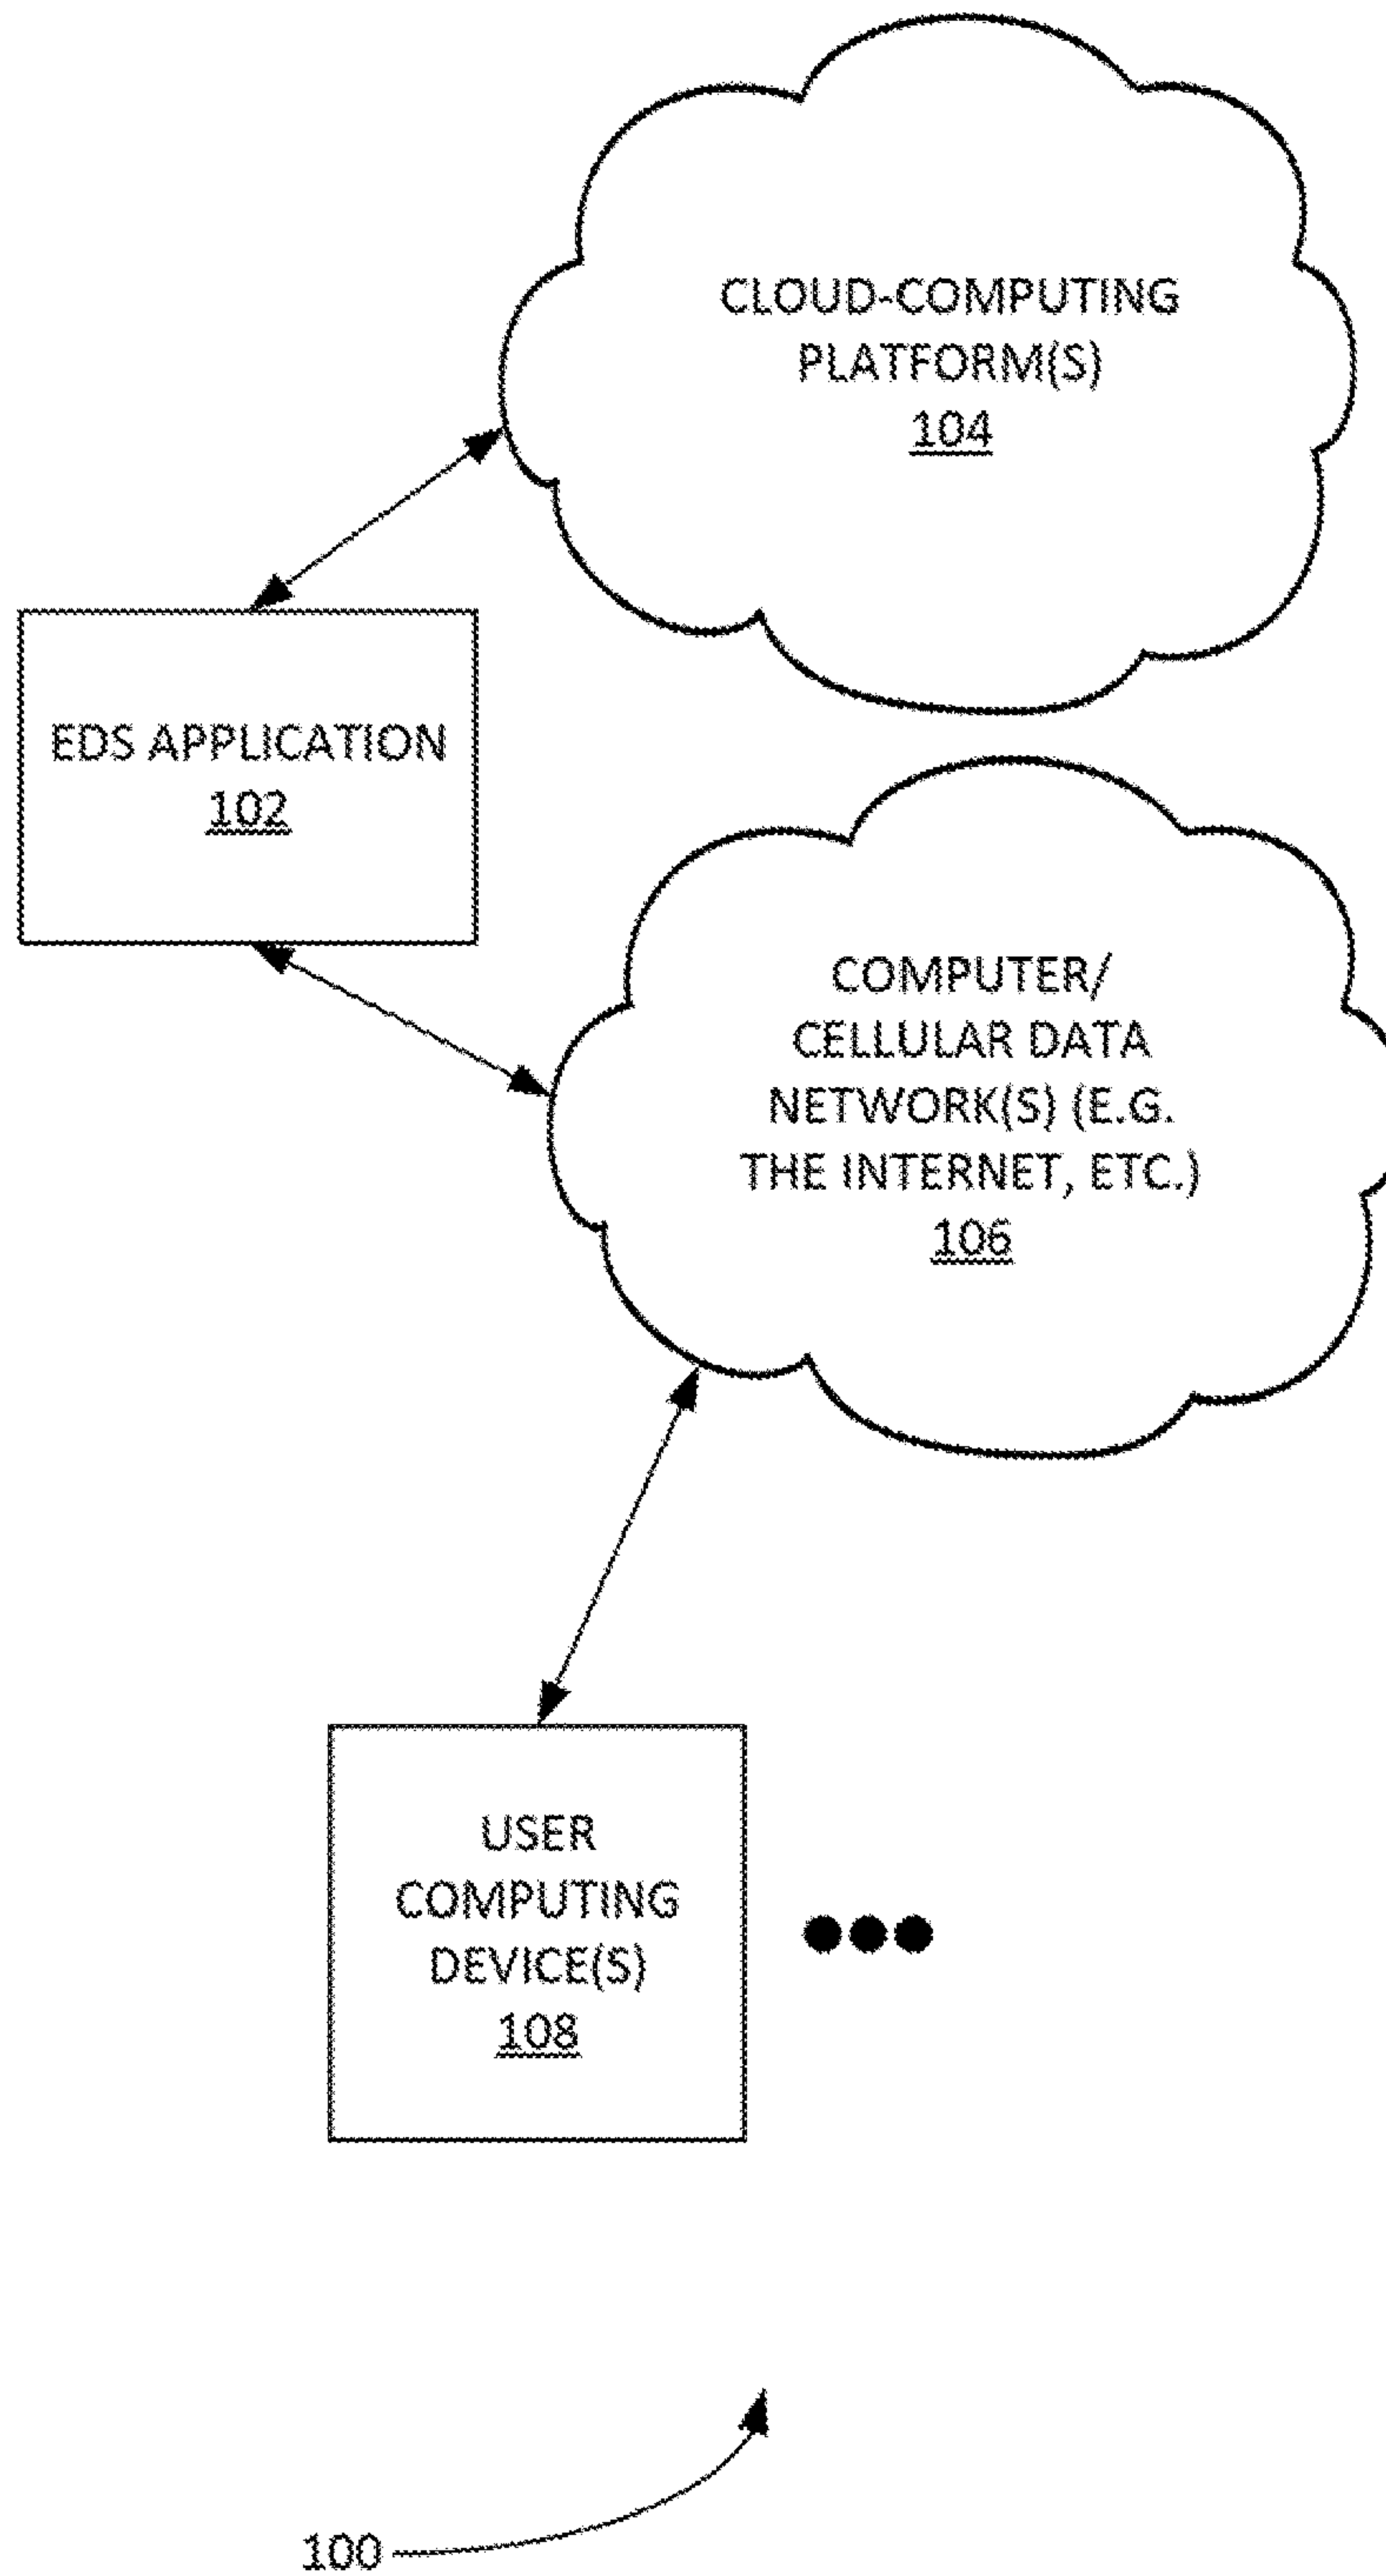 CLOUD-COMPUTING
PLATFORM(S)
104
EDS APPLICATION
102
COMPUTER/
CELLULAR DATA
NETWORK(S) (E.G.
THE INTERNET, ETC.)
106
USER
COMPUTING
DEVICE(S)
108
100